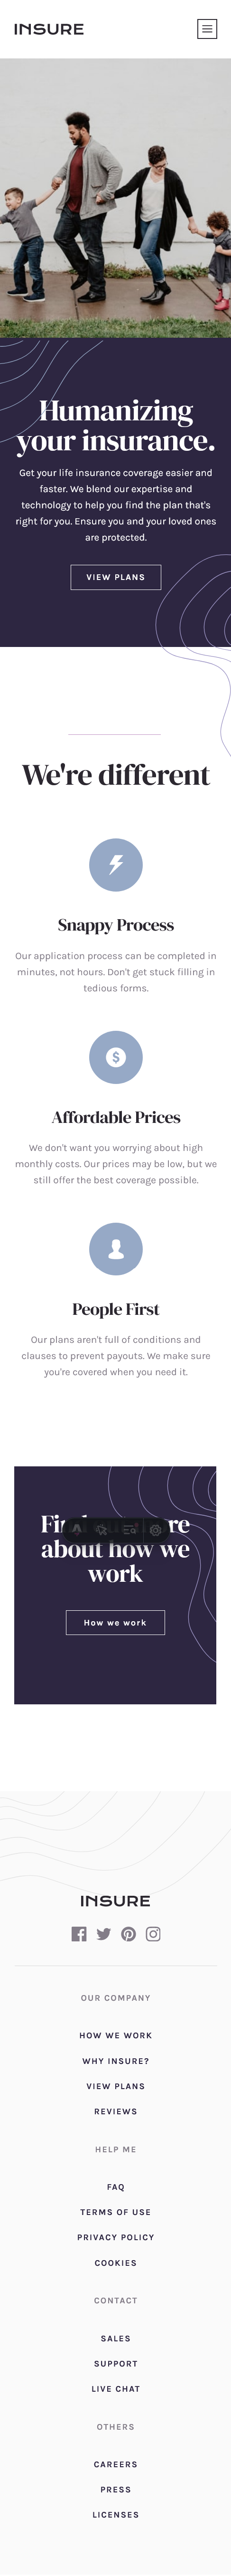 INSURE
Humanizing
your insurance.
Get your life insurance coverage easier and
faster. We blend our expertise and
technology to help you find the plan that's
right for you. Ensure you and your loved ones
are protected.
VIEW PLANS
We're different
Snappy Process
Our application process can be completed in
minutes, not hours. Don't get stuck filling in
tedious forms.
Affordable Prices
We don't want you worrying about high
monthly costs. Our prices may be low, but we
still offer the best coverage possible.
People First
Our plans aren't full of conditions and
clauses to prevent payouts. We make sure
you're covered when you need it.
about how we
work
How we work
INSURE
OUR COMPANY
HOW WE WORK
WHY INSURE?
VIEW PLANS
REVIEWS
HELP ME
FAQ
TERMS OF USE
PRIVACY POLICY
COOKIES
CONTACT
SALES
SUPPORT
LIVE CHAT
OTHERS
CAREERS
PRESS
LICENSES